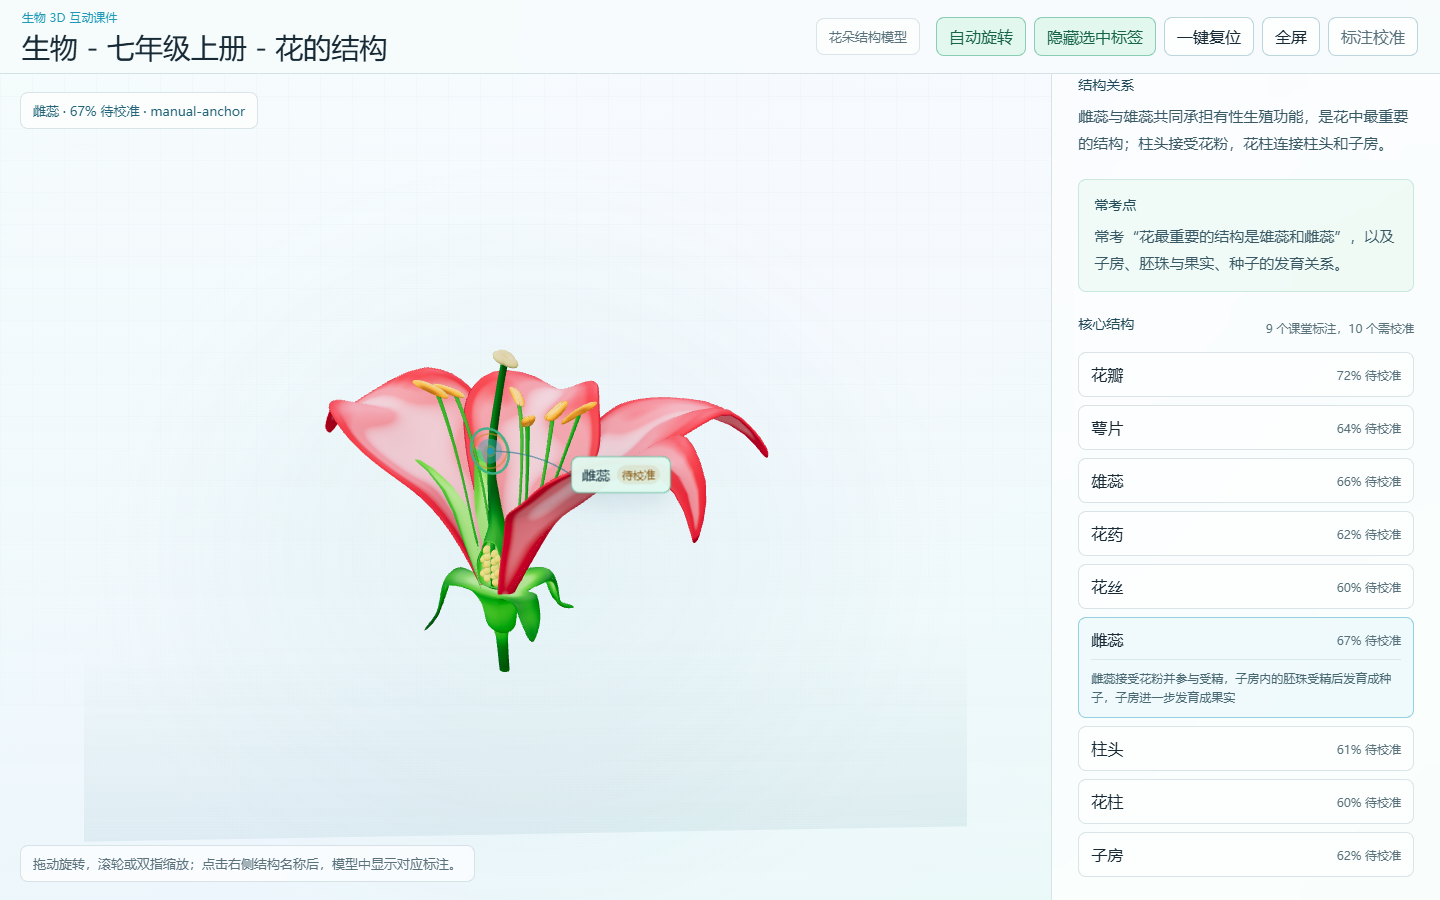 生物 3D 互动课件
生物 - 七年级上册 - 花的结构
花朵结构模型
自动旋转
隐藏选中标签
一键复位
全屏
标注校准
雌蕊 · 67% 待校准 · manual-anchor
雌蕊 待校准
拖动旋转，滚轮或双指缩放；点击右侧结构名称后，模型中显示对应标注。
结构关系
雌蕊与雄蕊共同承担有性生殖功能，是花中最重要
的结构；柱头接受花粉，花柱连接柱头和子房。
常考点
常考“花最重要的结构是雄蕊和雌蕊”，以及
子房、胚珠与果实、种子的发育关系。
核心结构
9 个课堂标注，10 个需校准
花瓣 72% 待校准
萼片 64% 待校准
雄蕊 66% 待校准
花药 62% 待校准
花丝 60% 待校准
雌蕊 67% 待校准
雌蕊接受花粉并参与受精，子房内的胚珠受精后发育成种
子，子房进一步发育成果实
柱头 61% 待校准
花柱 60% 待校准
子房 62% 待校准